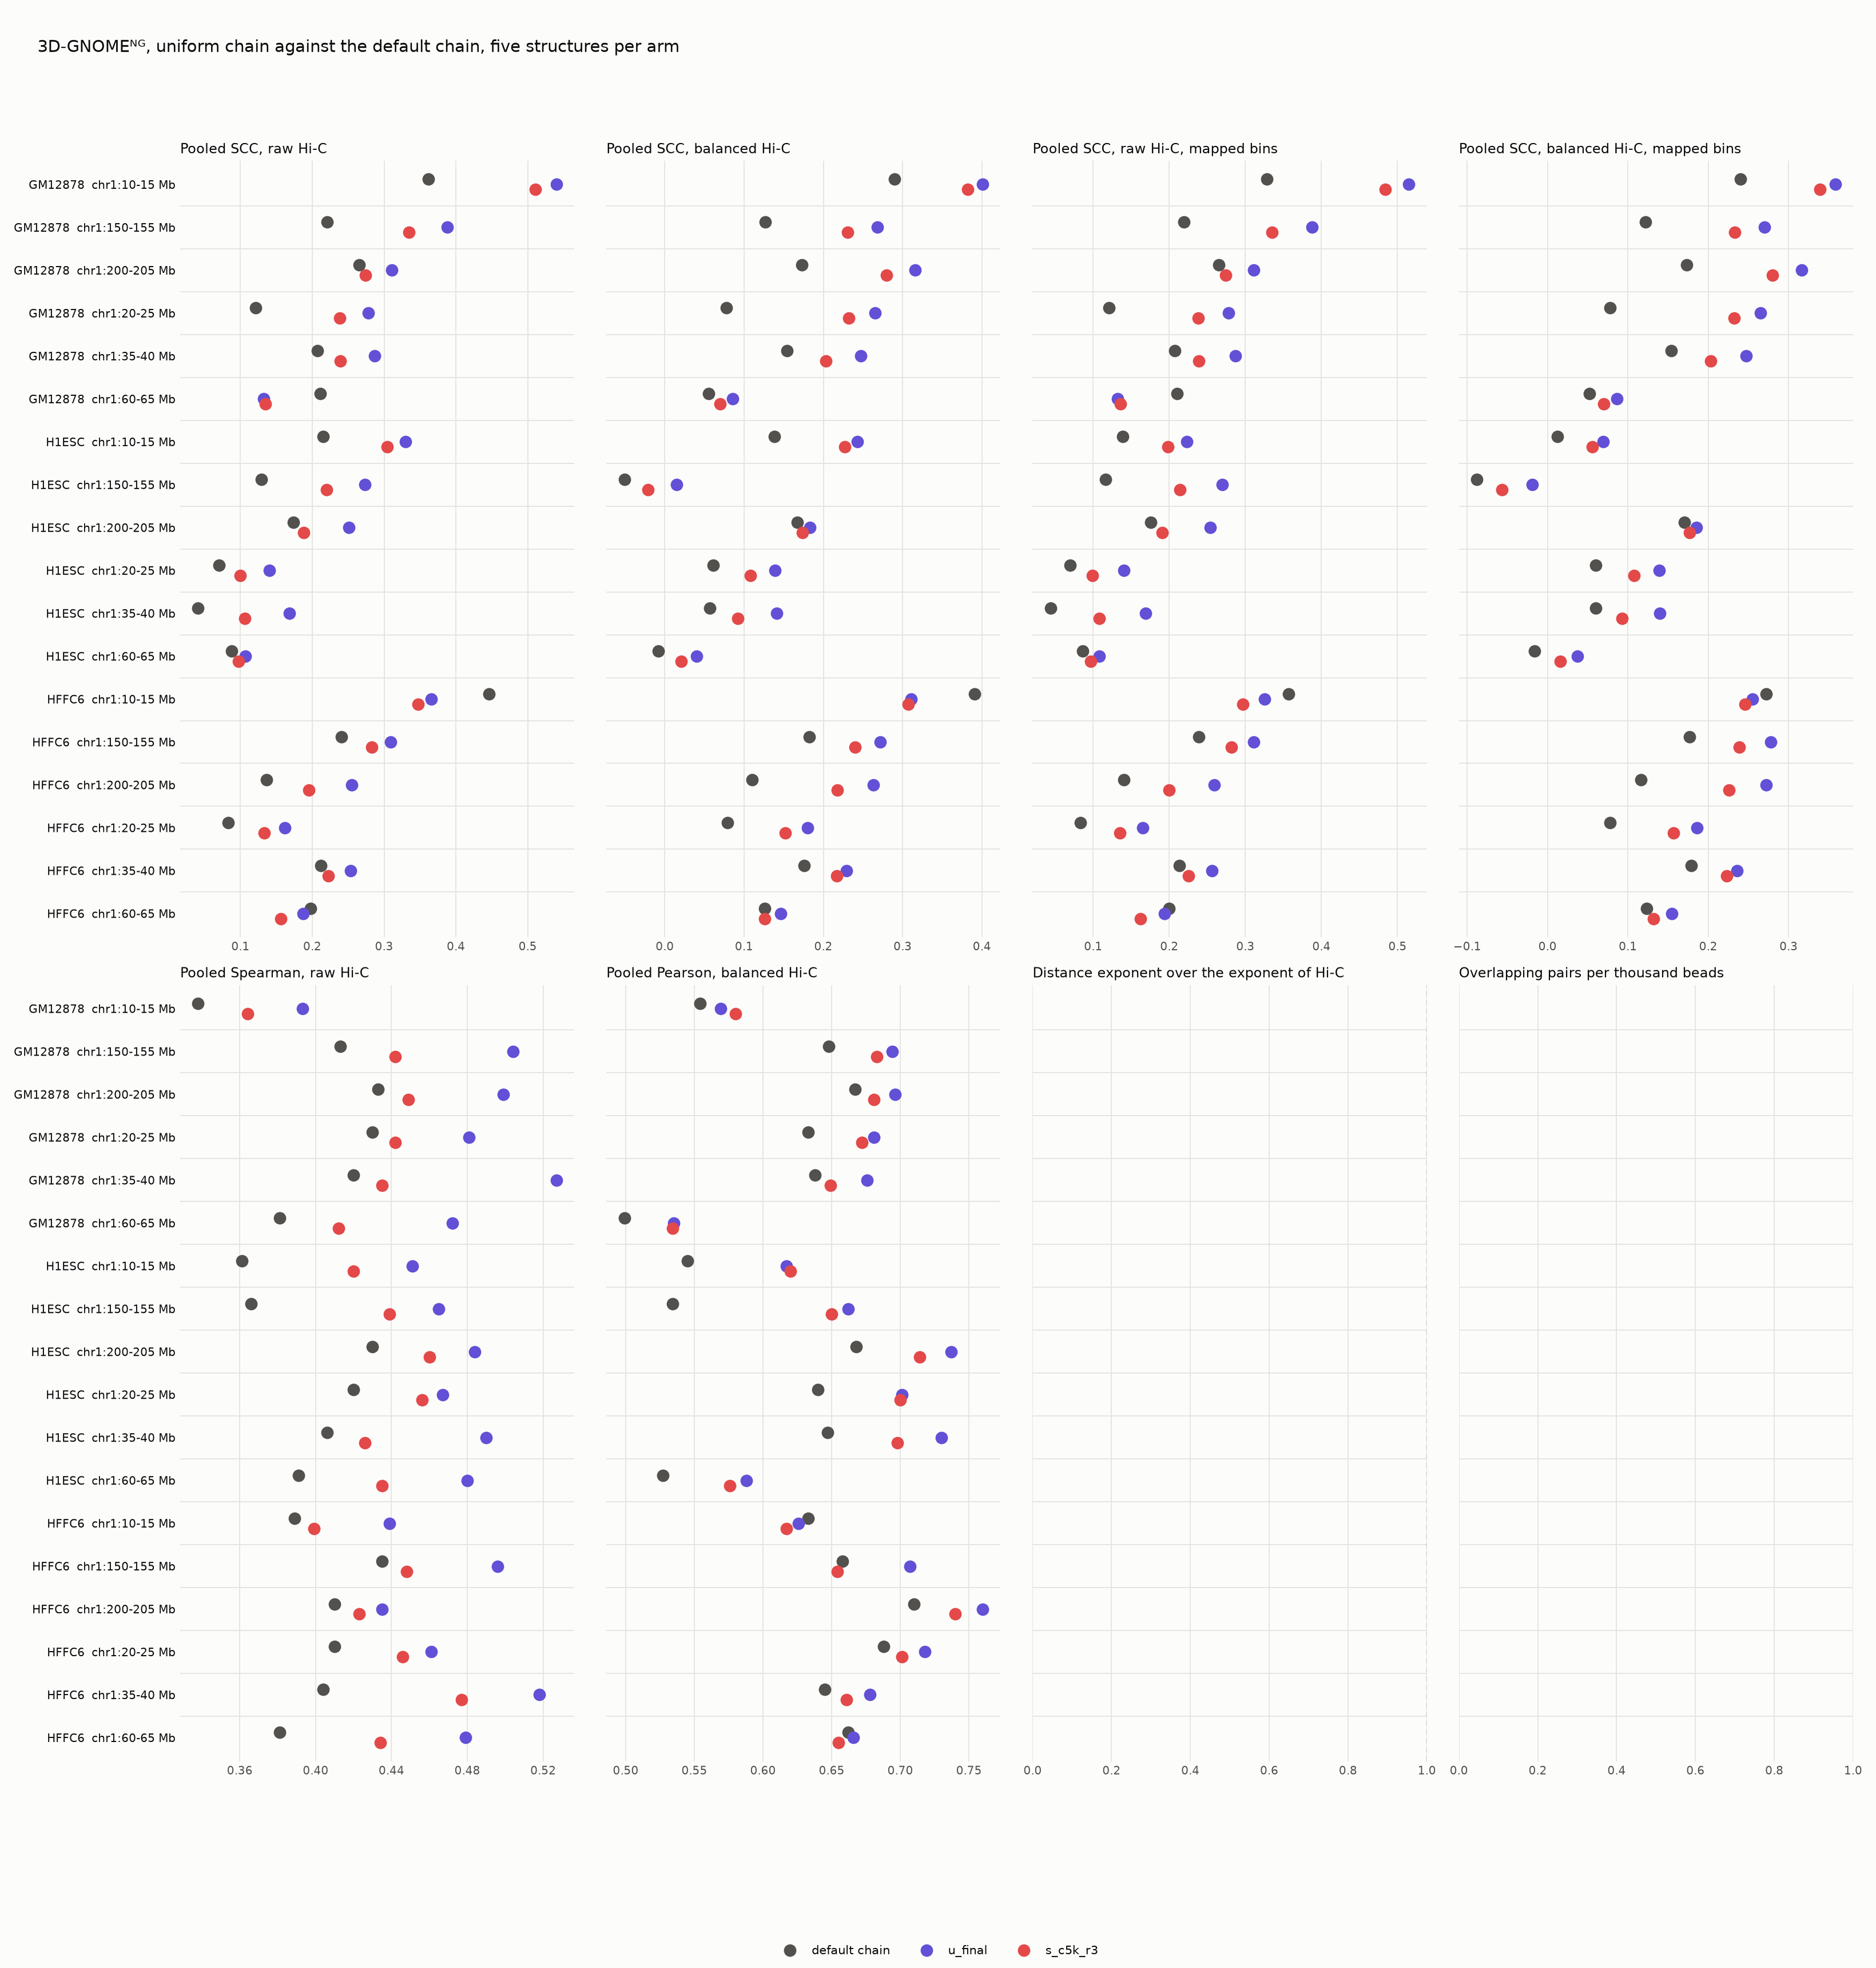 3D-GNOMEᴺᴳ, uniform chain against the default chain, five structures per arm
Pooled SCC, raw Hi-C
Pooled SCC, balanced Hi-C
Pooled SCC, raw Hi-C, mapped bins
Pooled SCC, balanced Hi-C, mapped bins
GM12878 chr1:10-15 Mb
GM12878 chr1:150-155 Mb
GM12878 chr1:200-205 Mb
GM12878 chr1:20-25 Mb
GM12878 chr1:35-40 Mb
GM12878 chr1:60-65 Mb
H1ESC chr1:10-15 Mb
H1ESC chr1:150-155 Mb
H1ESC chr1:200-205 Mb
H1ESC chr1:20-25 Mb
H1ESC chr1:35-40 Mb
H1ESC chr1:60-65 Mb
HFFC6 chr1:10-15 Mb
HFFC6 chr1:150-155 Mb
HFFC6 chr1:200-205 Mb
HFFC6 chr1:20-25 Mb
HFFC6 chr1:35-40 Mb
HFFC6 chr1:60-65 Mb
0.1 0.2 0.3 0.4 0.5
0.0 0.1 0.2 0.3 0.4
0.1 0.2 0.3 0.4 0.5
−0.1 0.0 0.1 0.2 0.3
Pooled Spearman, raw Hi-C
Pooled Pearson, balanced Hi-C
Distance exponent over the exponent of Hi-C
Overlapping pairs per thousand beads
GM12878 chr1:10-15 Mb
GM12878 chr1:150-155 Mb
GM12878 chr1:200-205 Mb
GM12878 chr1:20-25 Mb
GM12878 chr1:35-40 Mb
GM12878 chr1:60-65 Mb
H1ESC chr1:10-15 Mb
H1ESC chr1:150-155 Mb
H1ESC chr1:200-205 Mb
H1ESC chr1:20-25 Mb
H1ESC chr1:35-40 Mb
H1ESC chr1:60-65 Mb
HFFC6 chr1:10-15 Mb
HFFC6 chr1:150-155 Mb
HFFC6 chr1:200-205 Mb
HFFC6 chr1:20-25 Mb
HFFC6 chr1:35-40 Mb
HFFC6 chr1:60-65 Mb
0.36 0.40 0.44 0.48 0.52
0.50 0.55 0.60 0.65 0.70 0.75
0.0 0.2 0.4 0.6 0.8 1.0
0.0 0.2 0.4 0.6 0.8 1.0
default chain
u_final
s_c5k_r3